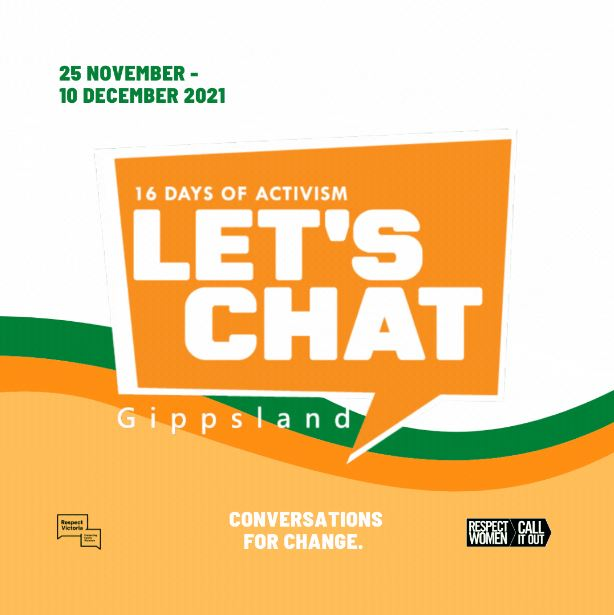 25 NOVEMBER -
10 DECEMBER 2021
16 DAYS OF ACTIVISM
LET'S
CHAT
Gippsland
CONVERSATIONS
FOR CHANGE.
Respect
Victoria
RESPECT
WOMEN
CALL
IT OUT